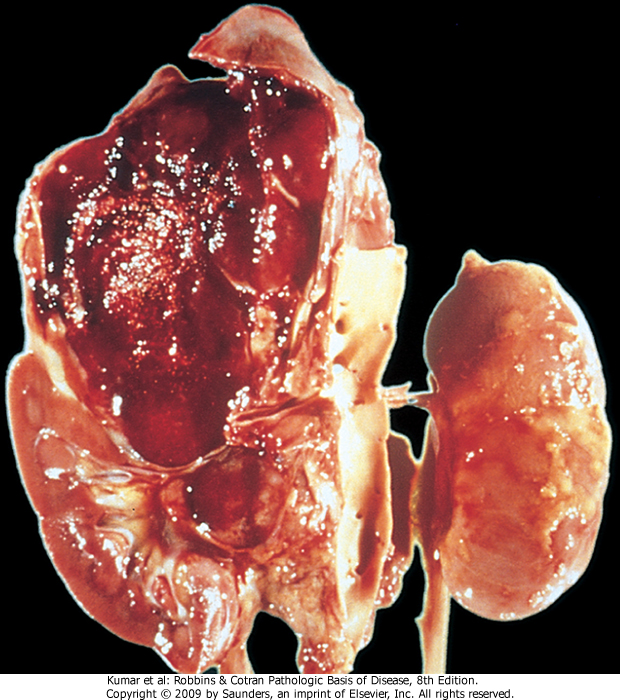 Kumar et al: Robbins & Cotran Pathologic Basis of Disease, 8th Edition.
Copyright © 2009 by Saunders, an imprint of Elsevier, Inc. All rights reserved.